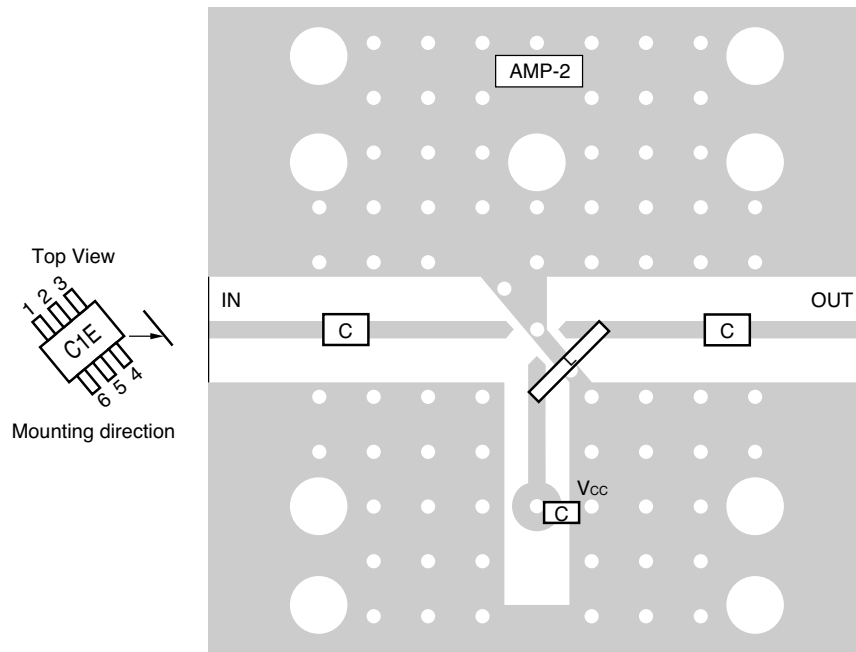 AMP-2
Top View
1 2 3
C1E
6 5 4
Mounting direction
IN
OUT
C
C
L
VCC
C